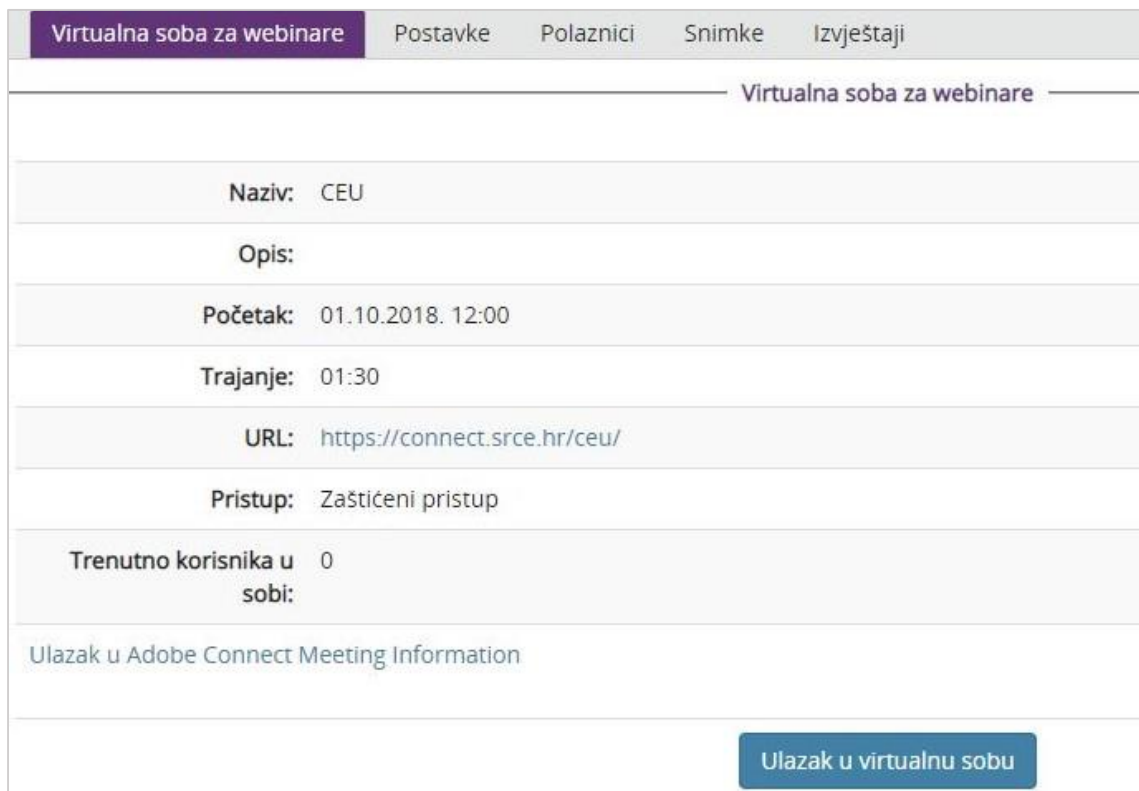 Virtualna soba za webinare Postavke Polaznici Snimke Izvještaji
Virtualna soba za webinare
Naziv: CEU
Opis:
Početak: 01.10.2018. 12:00
Trajanje: 01:30
URL: https://connect.srce.hr/ceu/
Pristup: Zaštićeni pristup
Trenutno korisnika u 0
sobi:
Ulazak u Adobe Connect Meeting Information
Ulazak u virtualnu sobu